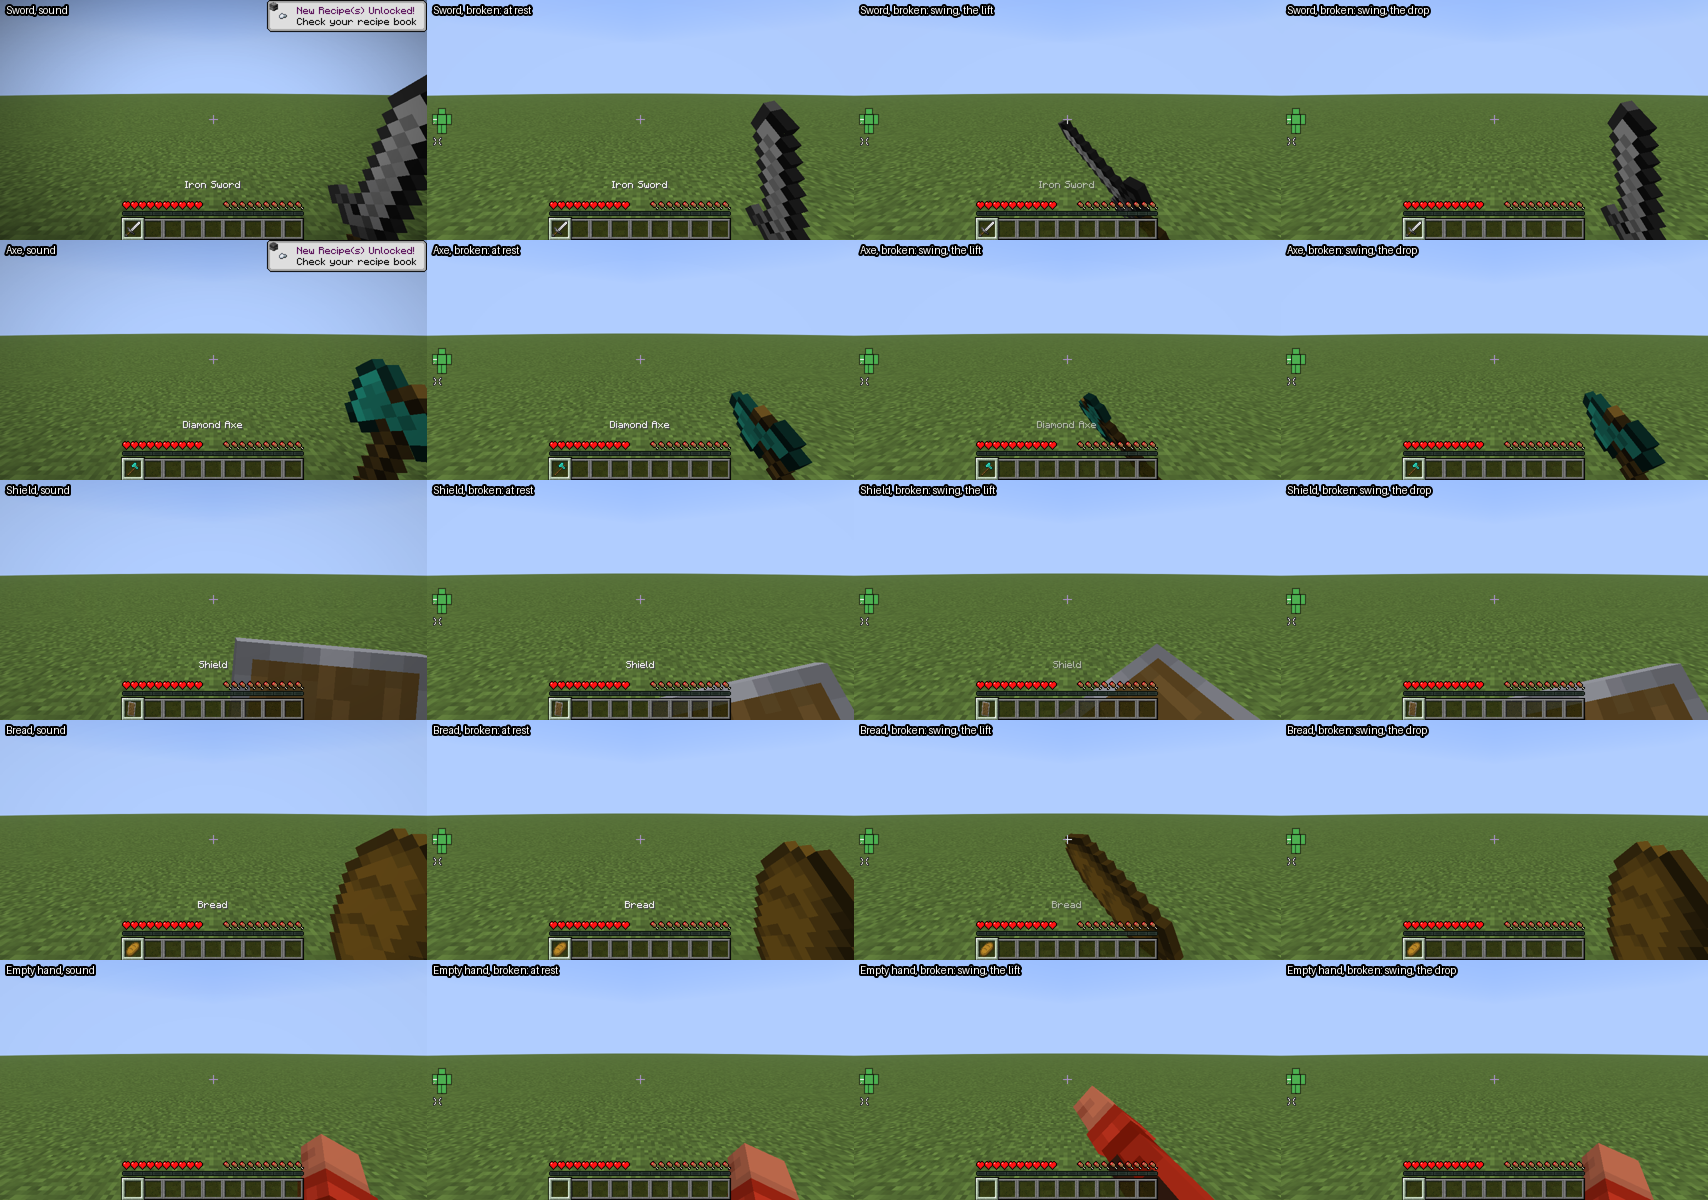 Sword, sound
New Recipe(s) Unlocked!
Check your recipe book
Sword, broken: at rest
Sword, broken: swing, the lift
Sword, broken: swing, the drop
Iron Sword
Iron Sword
Iron Sword
Axe, sound
New Recipe(s) Unlocked!
Check your recipe book
Axe, broken: at rest
Axe, broken: swing, the lift
Axe, broken: swing, the drop
Diamond Axe
Diamond Axe
Diamond Axe
Shield, sound
Shield, broken: at rest
Shield, broken: swing, the lift
Shield, broken: swing, the drop
Shield
Shield
Shield
Bread, sound
Bread, broken: at rest
Bread, broken: swing, the lift
Bread, broken: swing, the drop
Bread
Bread
Bread
Empty hand, sound
Empty hand, broken: at rest
Empty hand, broken: swing, the lift
Empty hand, broken: swing, the drop